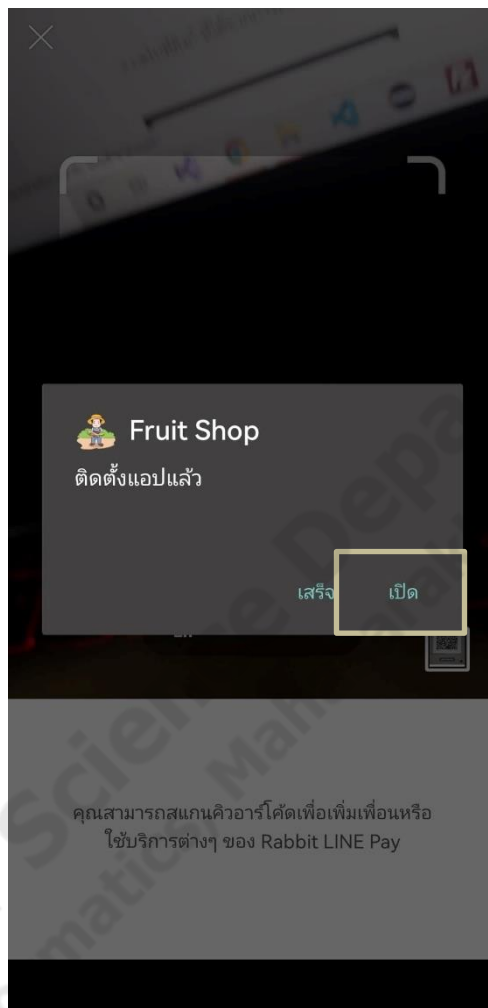 Fruit Shop
ติดตั้งแอปแล้ว
เสร็จ เปิด
คุณสามารถสแกนคิวอาร์โค้ดเพื่อเพิ่มเพื่อนหรือ
ใช้บริการต่างๆ ของ Rabbit LINE Pay